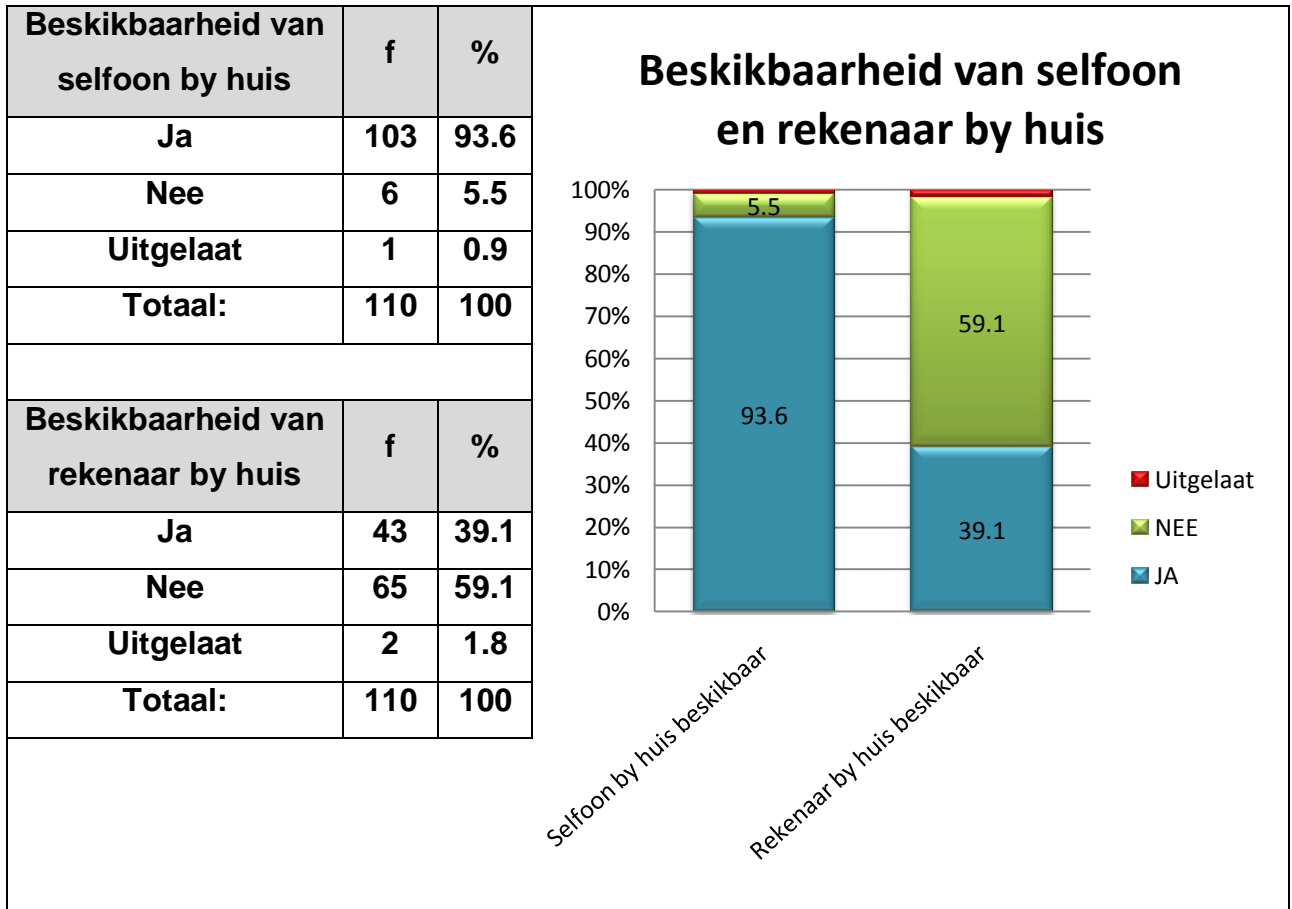 Beskikbaarheid van
selfoon by huis
f
%
Ja
103
93.6
Nee
6
5.5
Uitgelaat
1
0.9
Totaal:
110
100
Beskikbaarheid van
rekenaar by huis
f
%
Ja
43
39.1
Nee
65
59.1
Uitgelaat
2
1.8
Totaal:
110
100
Beskikbaarheid van selfoon
en rekenaar by huis
100%
90%
80%
70%
60%
50%
40%
30%
20%
10%
0%
5.5
93.6
59.1
39.1
Selfoon by huis beskikbaar
Rekenaar by huis beskikbaar
Uitgelaat
NEE
JA